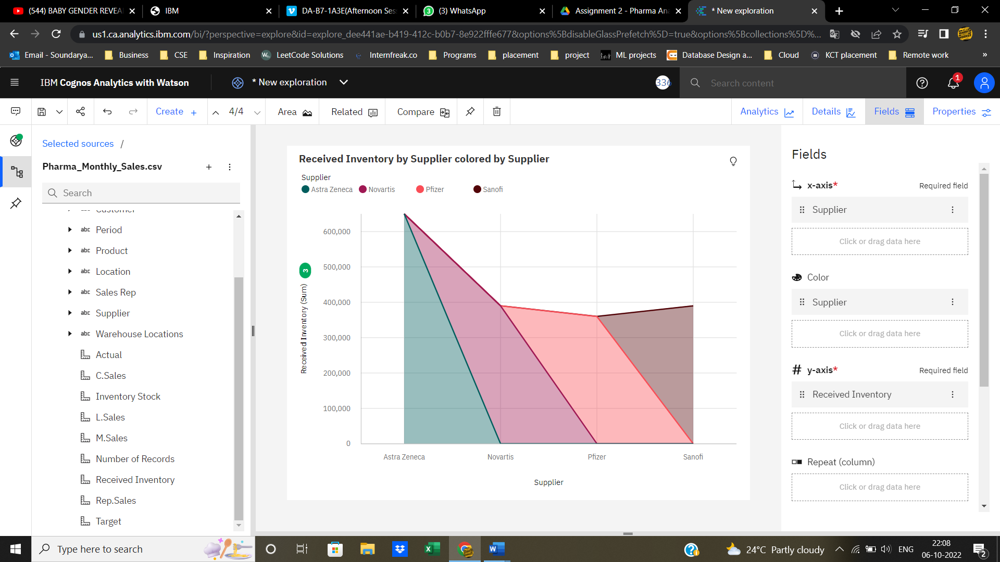 (544) BABY GENDER REVEA
IBM
DA-B7-1A3E(Afternoon Ses
(3) WhatsApp
Assignment 2 - Pharma Ana
* New exploration
us1.ca.analytics.ibm.com/bi/?perspective=explore&id=explore_dee441ae-b419-412c-b0b7-8e922fffe677&options%5BdisableGlassPrefetch%5D=true&options%5Bcollections%5D%...
Email - Soundarya...
Business
CSE
Inspiration
LeetCode Solutions
Internfreak.co
Programs
placement
project
ML projects
Database Design a...
Cloud
KCT placement
Remote work
»
IBM Cognos Analytics with Watson
* New exploration
336
Search content
1
Create +
4/4
Area
Related
Compare
Analytics
Details
Fields
Properties
Selected sources /
Pharma_Monthly_Sales.csv
Search
abc Period
abc Product
abc Location
abc Sales Rep
abc Supplier
abc Warehouse Locations
Actual
C.Sales
Inventory Stock
L.Sales
M.Sales
Number of Records
Received Inventory
Rep.Sales
Target
Received Inventory by Supplier colored by Supplier
Supplier
Astra Zeneca
Novartis
Pfizer
Sanofi
3
Received Inventory (Sum)
600,000
500,000
400,000
300,000
200,000
100,000
0
Astra Zeneca
Novartis
Pfizer
Sanofi
Supplier
Fields
x-axis*
Required field
Supplier
Click or drag data here
Color
Supplier
Click or drag data here
# y-axis*
Required field
Received Inventory
Click or drag data here
Repeat (column)
Click or drag data here
Type here to search
24°C Partly cloudy
ENG
22:08
06-10-2022
2